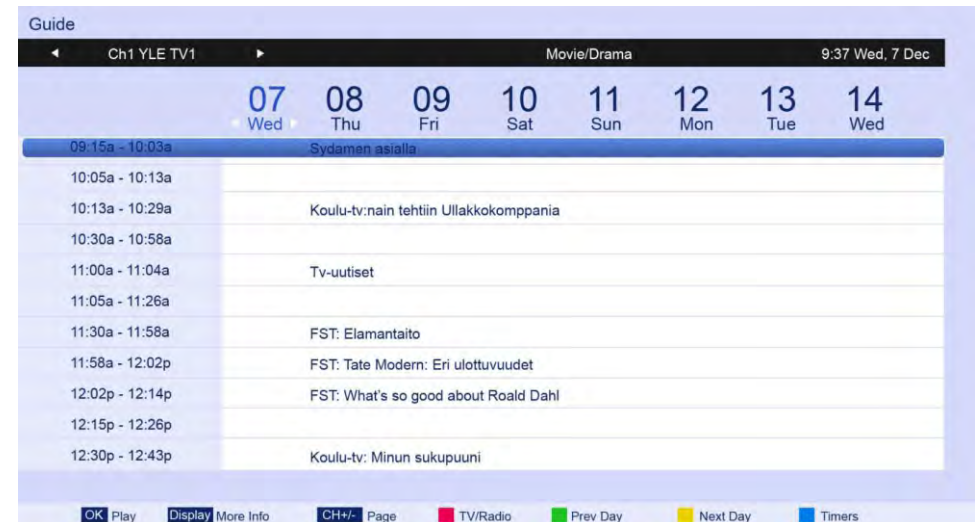 Guide
Ch1 YLE TV1 Movie/Drama 9:37 Wed, 7 Dec
07 08 09 10 11 12 13 14
Wed Thu Fri Sat Sun Mon Tue Wed
09:15a - 10:03a Sydamen asialla
10:05a - 10:13a
10:13a - 10:29a Koulu-tv:nain tehtiin Ullakkokomppania
10:30a - 10:58a
11:00a - 11:04a Tv-uutiset
11:05a - 11:26a
11:30a - 11:58a FST: Elamantaito
11:58a - 12:02p FST: Tate Modern: Eri ulottuvuudet
12:02p - 12:14p FST: What's so good about Roald Dahl
12:15p - 12:26p
12:30p - 12:43p Koulu-tv: Minun sukupuuni
OK Play Display More Info CH+/- Page TV/Radio Prev Day Next Day Timers